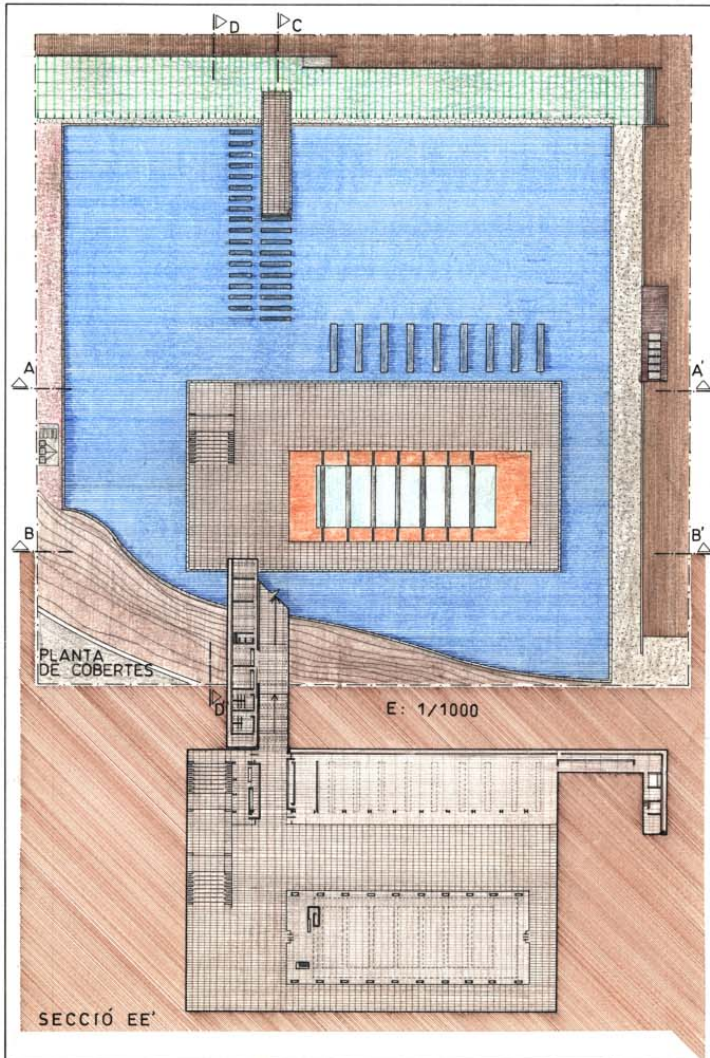 D
C
A
A'
B
B'
PLANTA
DE COBERTES
D'
E: 1/1000
SECCIÓ EE'